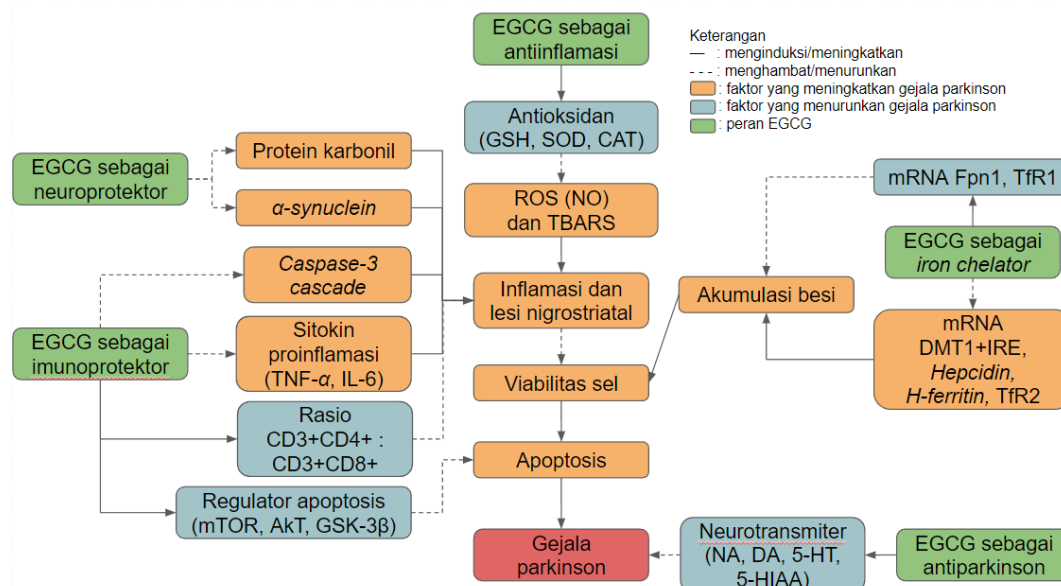 EGCG sebagai
antiinflamasi
Keterangan
: menginduksi/meningkatkan
: menghambat/menurunkan
: faktor yang meningkatkan gejala parkinson
: faktor yang menurunkan gejala parkinson
: peran EGCG
Antioksidan
(GSH, SOD, CAT)
EGCG sebagai
neuroprotektor
Protein karbonil
α-synuclein
ROS (NO)
dan TBARS
mRNA Fpn1, TfR1
EGCG sebagai
iron chelator
Caspase-3
cascade
Inflamasi dan
lesi nigrostriatal
Akumulasi besi
EGCG sebagai
imunoprotektor
Sitokin
proinflamasi
(TNF-α, IL-6)
mRNA
DMT1+IRE,
Hepcidin,
H-ferritin, TfR2
Viabilitas sel
Rasio
CD3+CD4+ :
CD3+CD8+
Apoptosis
Regulator apoptosis
(mTOR, AkT, GSK-3β)
Gejala
parkinson
Neurotransmiter
(NA, DA, 5-HT,
5-HIAA)
EGCG sebagai
antiparkinson